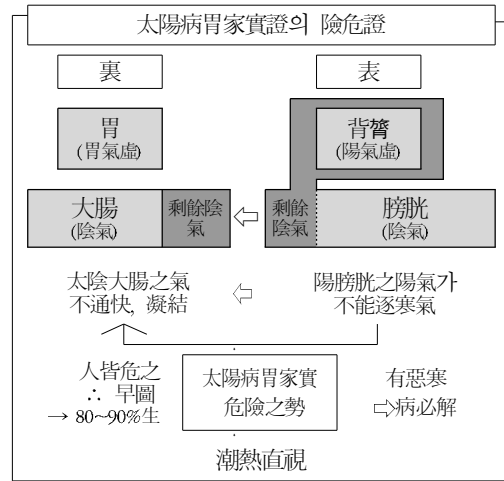 太陽病胃家實證의 險危證
裏 表
胃
(胃氣虛)
背膂
(陽氣虛)
大腸
(陰氣)
剩餘陰
氣
剩餘
陰氣
膀胱
(陰氣)
太陰大腸之氣
不通快, 凝結
陽膀胱之陽氣가
不能逐寒氣
人皆危之
∴ 早圖
→ 80~90%生
太陽病胃家實
危險之勢
有惡寒
⇨病必解
潮熱直視